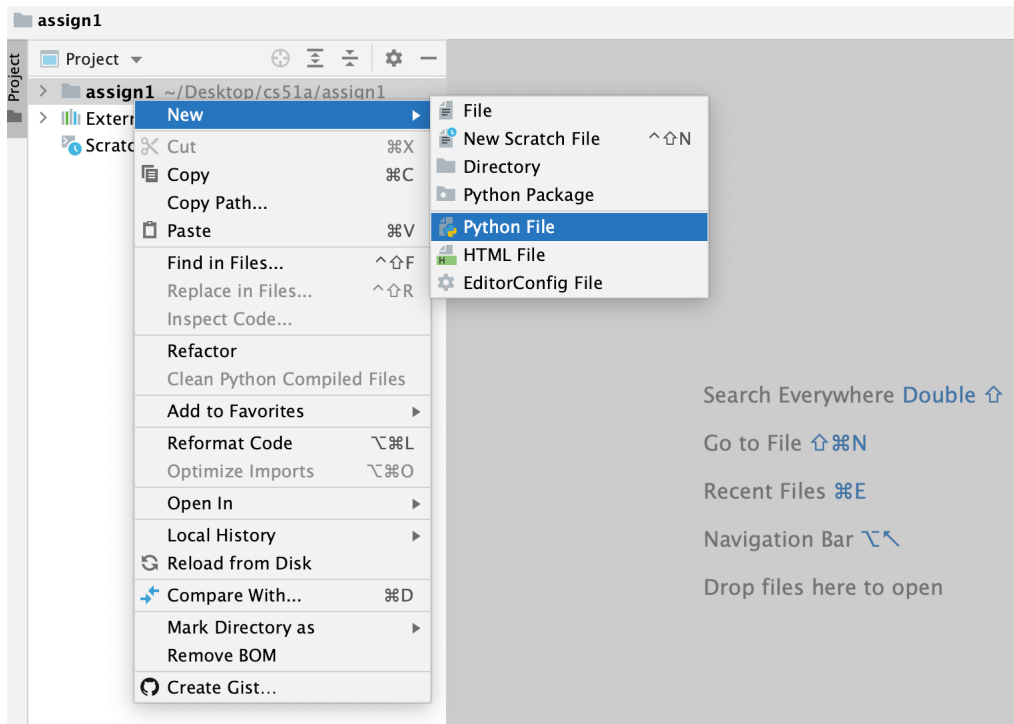 assign1
Project
Project
assign1 ~/Desktop/cs51a/assign1
Extern
Scratc
New
Cut ⌘X
Copy ⌘C
Copy Path...
Paste ⌘V
Find in Files... ^⇧F
Replace in Files... ^⇧R
Inspect Code...
Refactor
Clean Python Compiled Files
Add to Favorites
Reformat Code ⌥⌘L
Optimize Imports ⌥⌘O
Open In
Local History
Reload from Disk
Compare With... ⌘D
Mark Directory as
Remove BOM
Create Gist...
File
New Scratch File ^⇧N
Directory
Python Package
Python File
H HTML File
EditorConfig File
Search Everywhere Double ⇧
Go to File ⇧⌘N
Recent Files ⌘E
Navigation Bar ⌥↖
Drop files here to open